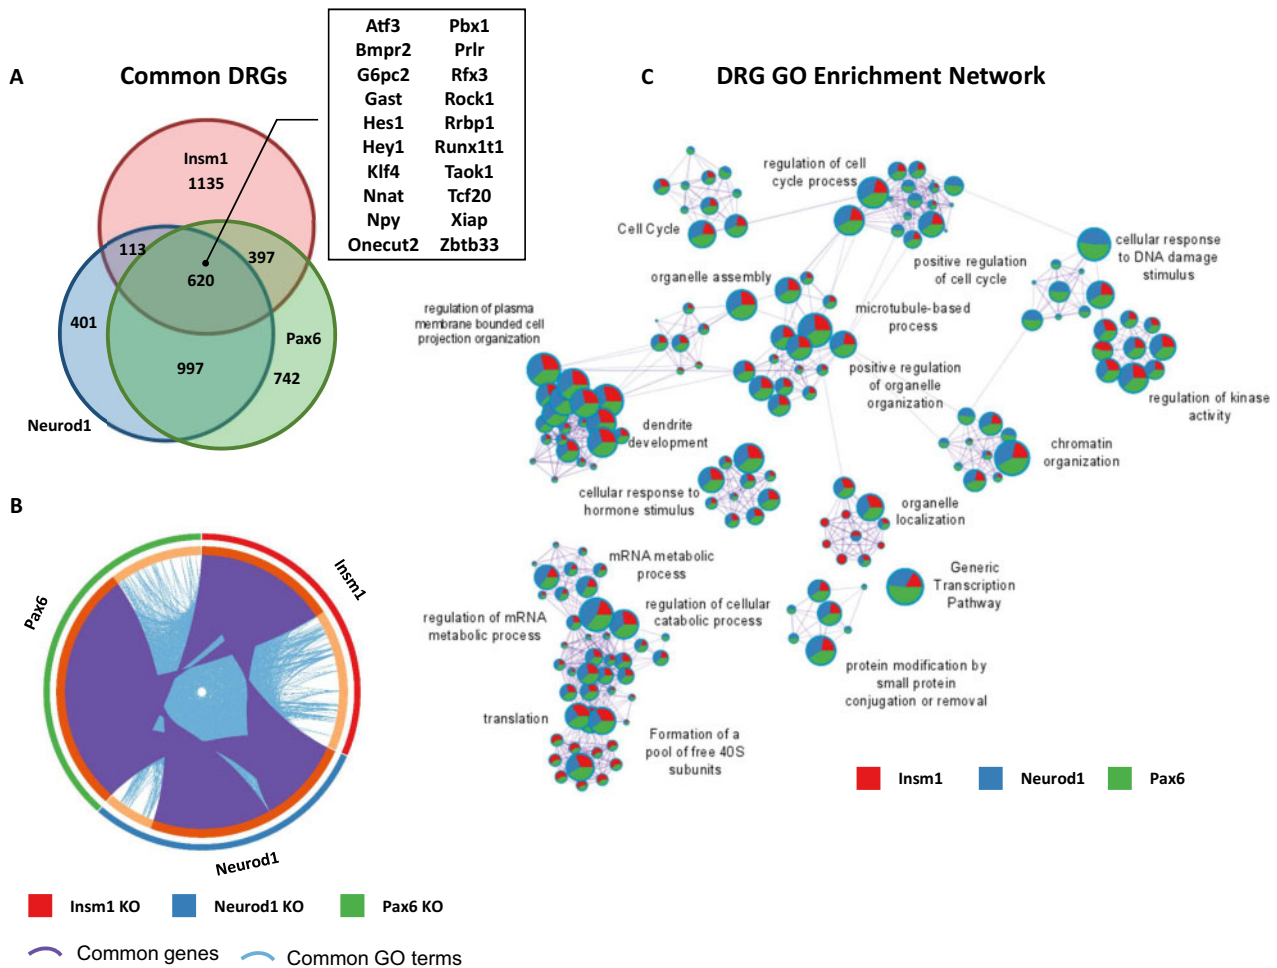 A
Common DRGs
Atf3 Pbx1
Bmpr2 Prlr
G6pc2 Rfx3
Gast Rock1
Hes1 Rrbp1
Hey1 Runx1t1
Klf4 Taok1
Nnat Tcf20
Npy Xiap
Onecut2 Zbtb33
Insm1
1135
113
397
620
401
Pax6
997
742
Neurod1
B
Pax6
Insm1
Neurod1
Insm1 KO
Neurod1 KO
Pax6 KO
Common genes
Common GO terms
C
DRG GO Enrichment Network
regulation of cell
cycle process
Cell Cycle
positive regulation
of cell cycle
cellular response
to DNA damage
stimulus
organelle assembly
regulation of plasma
membrane bounded cell
projection organization
microtubule-based
process
positive regulation
of organelle
organization
regulation of kinase
activity
dendrite
development
chromatin
organization
cellular response to
hormone stimulus
organelle
localization
mRNA metabolic
process
Generic
Transcription
Pathway
regulation of mRNA
metabolic process
regulation of cellular
catabolic process
protein modification by
small protein
conjugation or removal
translation
Formation of a
pool of free 40S
subunits
Insm1
Neurod1
Pax6